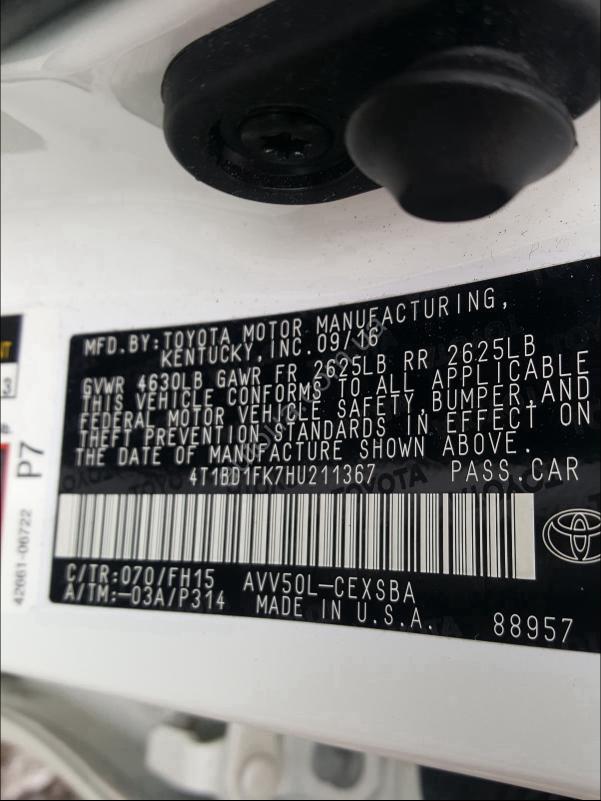 MFD.BY:TOYOTA MOTOR MANUFACTURING,
KENTUCKY,INC.09/16
GVWR 4630LB GAWR FR 2625LB RR 2625LB
THIS VEHICLE CONFORMS TO ALL APPLICABLE
FEDERAL MOTOR VEHICLE SAFETY,BUMPER,AND
THEFT PREVENTION STANDARDS IN EFFECT ON
THE DATE OF MANUFACTURE SHOWN ABOVE.
4T1BD1FK7HU211367 PASS.CAR
C/TR:070/FH15 AVV50L-CEXSBA
A/TM:-03A/P314 MADE IN U.S.A. 88957
P7
42661-06722